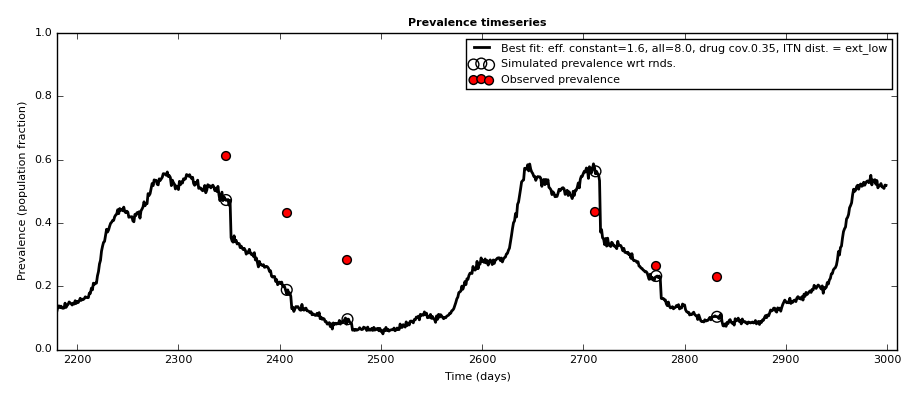 Prevalence timeseries
Best fit: eff. constant=1.6, all=8.0, drug cov.0.35, ITN dist. = ext_low
Simulated prevalence wrt rnds.
Observed prevalence
Prevalence (population fraction)
1.0
0.8
0.6
0.4
0.2
0.0
2200 2300 2400 2500 2600 2700 2800 2900 3000
Time (days)